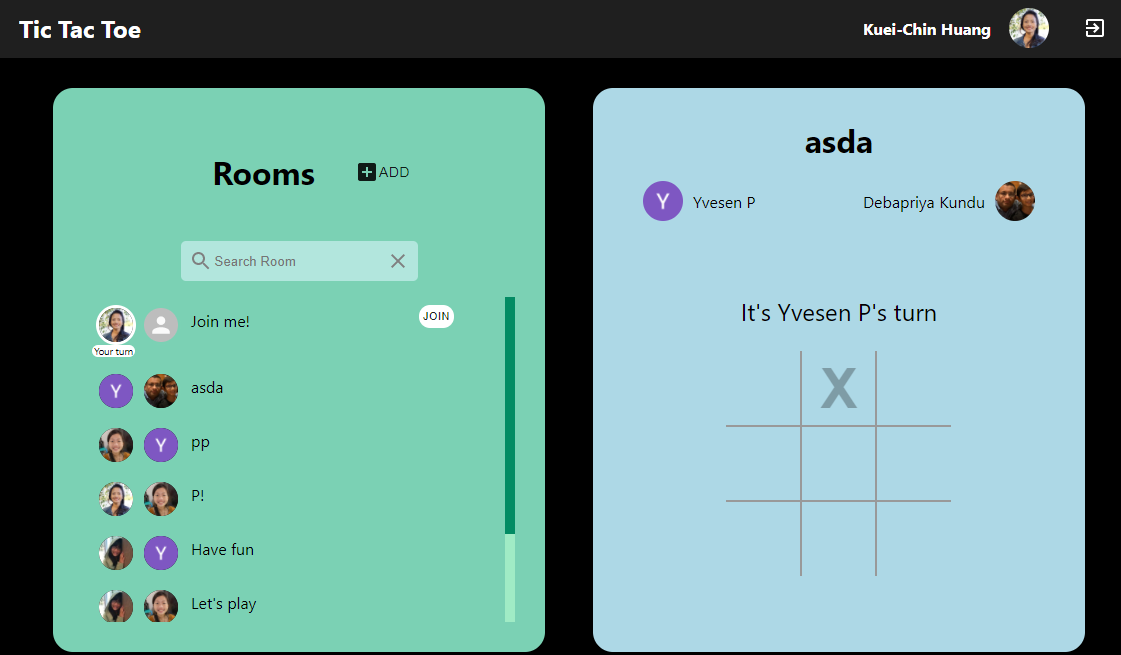 Tic Tac Toe
Kuei-Chin Huang
Rooms
ADD
Search Room
Join me!
JOIN
Your turn
Y
asda
pp
Y
P!
Have fun
Y
Let's play
asda
Y
Yvesen P
Debapriya Kundu
It's Yvesen P's turn
X